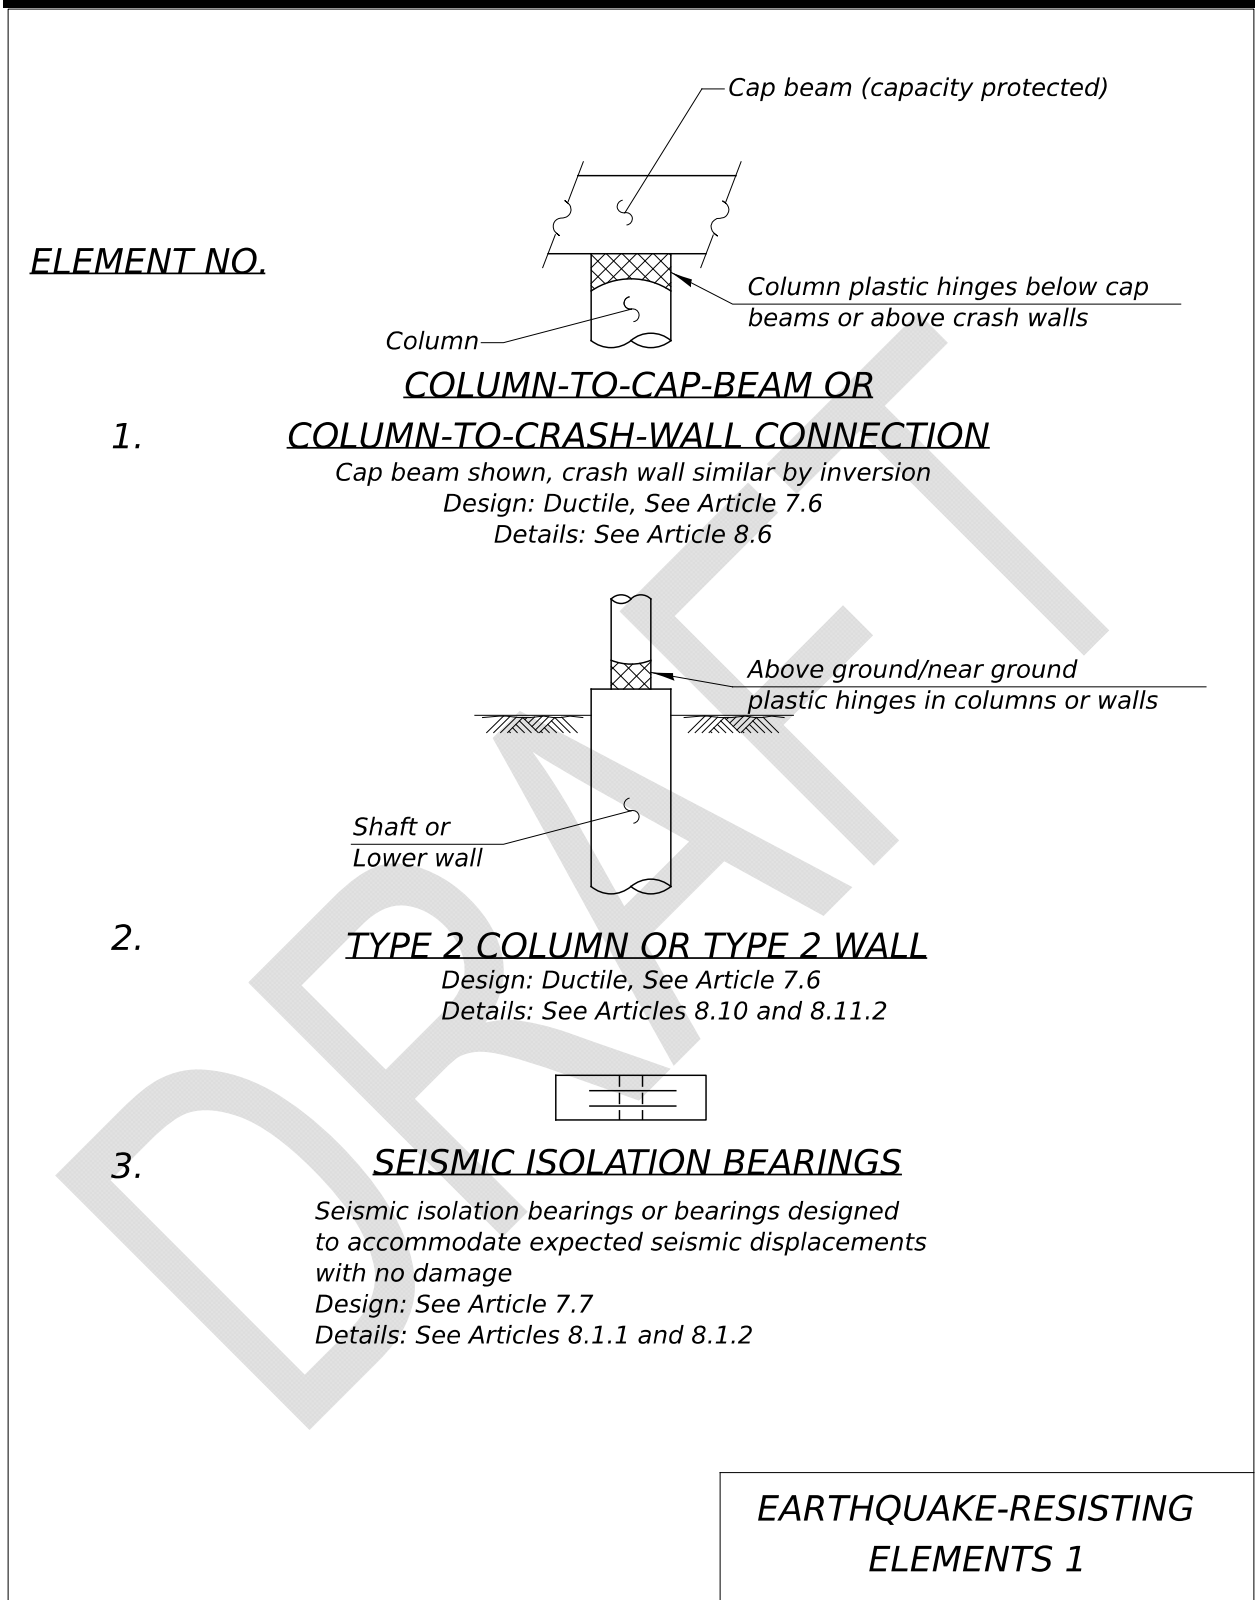 Cap beam (capacity protected)
ELEMENT NO.
Column plastic hinges below cap
beams or above crash walls
Column
COLUMN-TO-CAP-BEAM OR
1. COLUMN-TO-CRASH-WALL CONNECTION
Cap beam shown, crash wall similar by inversion
Design: Ductile, See Article 7.6
Details: See Article 8.6
Above ground/near ground
plastic hinges in columns or walls
Shaft or
Lower wall
2. TYPE 2 COLUMN OR TYPE 2 WALL
Design: Ductile, See Article 7.6
Details: See Articles 8.10 and 8.11.2
3. SEISMIC ISOLATION BEARINGS
Seismic isolation bearings or bearings designed
to accommodate expected seismic displacements
with no damage
Design: See Article 7.7
Details: See Articles 8.1.1 and 8.1.2
EARTHQUAKE-RESISTING
ELEMENTS 1
DRAFT